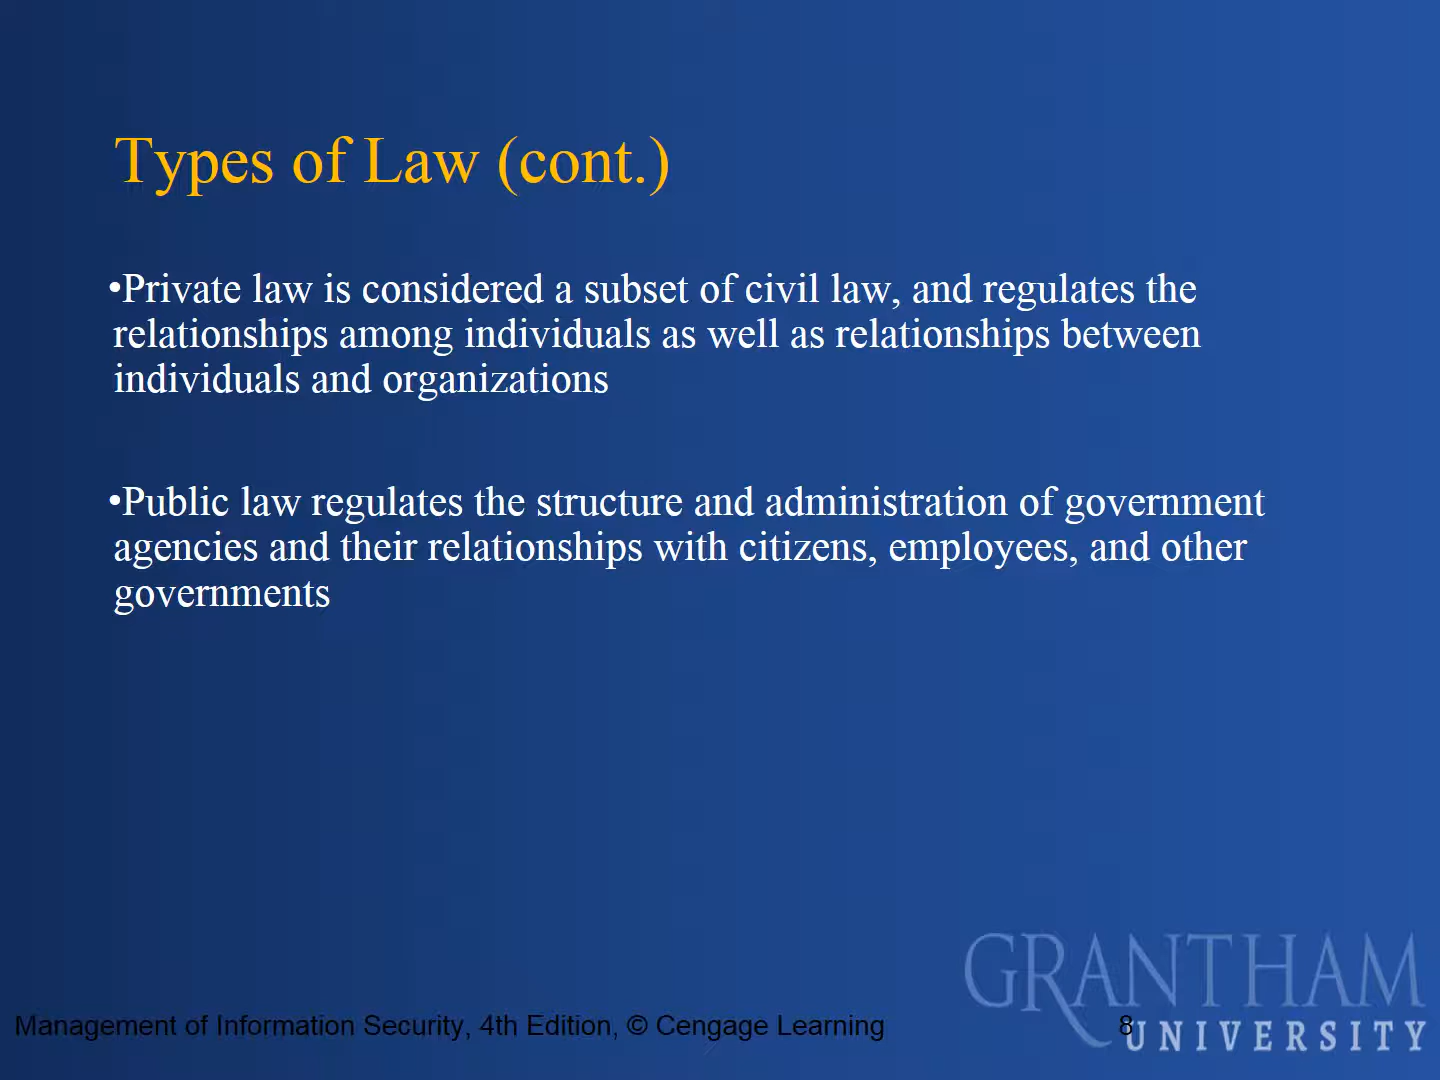 Types of Law (cont.)
•Private law is considered a subset of civil law, and regulates the
relationships among individuals as well as relationships between
individuals and organizations
•Public law regulates the structure and administration of government
agencies and their relationships with citizens, employees, and other
governments
GRANTHAM
UNIVERSITY
Management of Information Security, 4th Edition, © Cengage Learning
8